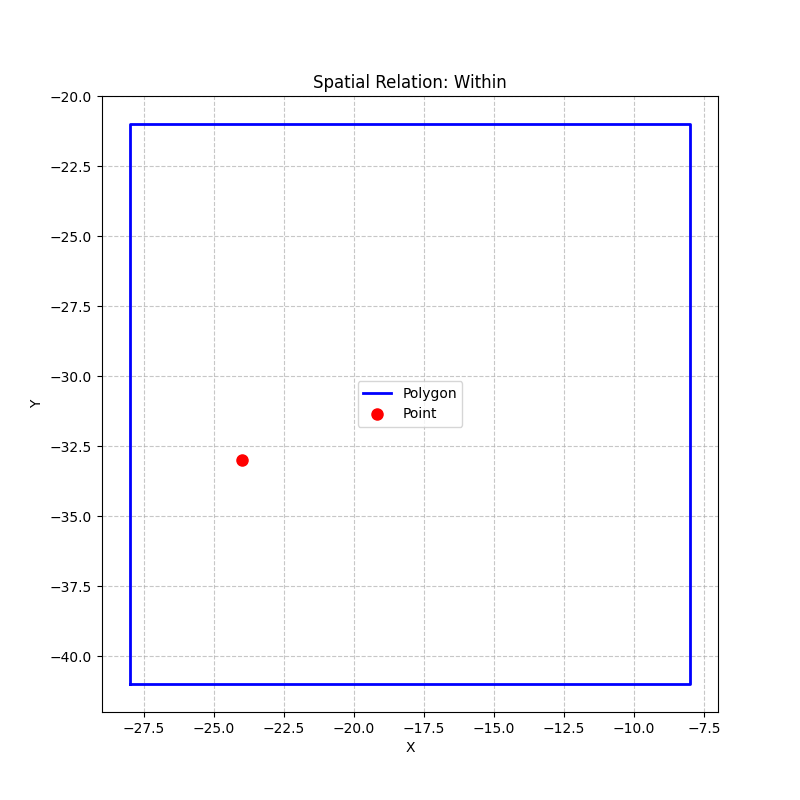 Spatial Relation: Within
−20.0
−22.5
−25.0
−27.5
−30.0
−32.5
−35.0
−37.5
−40.0
Y
Polygon
Point
−27.5 −25.0 −22.5 −20.0 −17.5 −15.0 −12.5 −10.0 −7.5
X